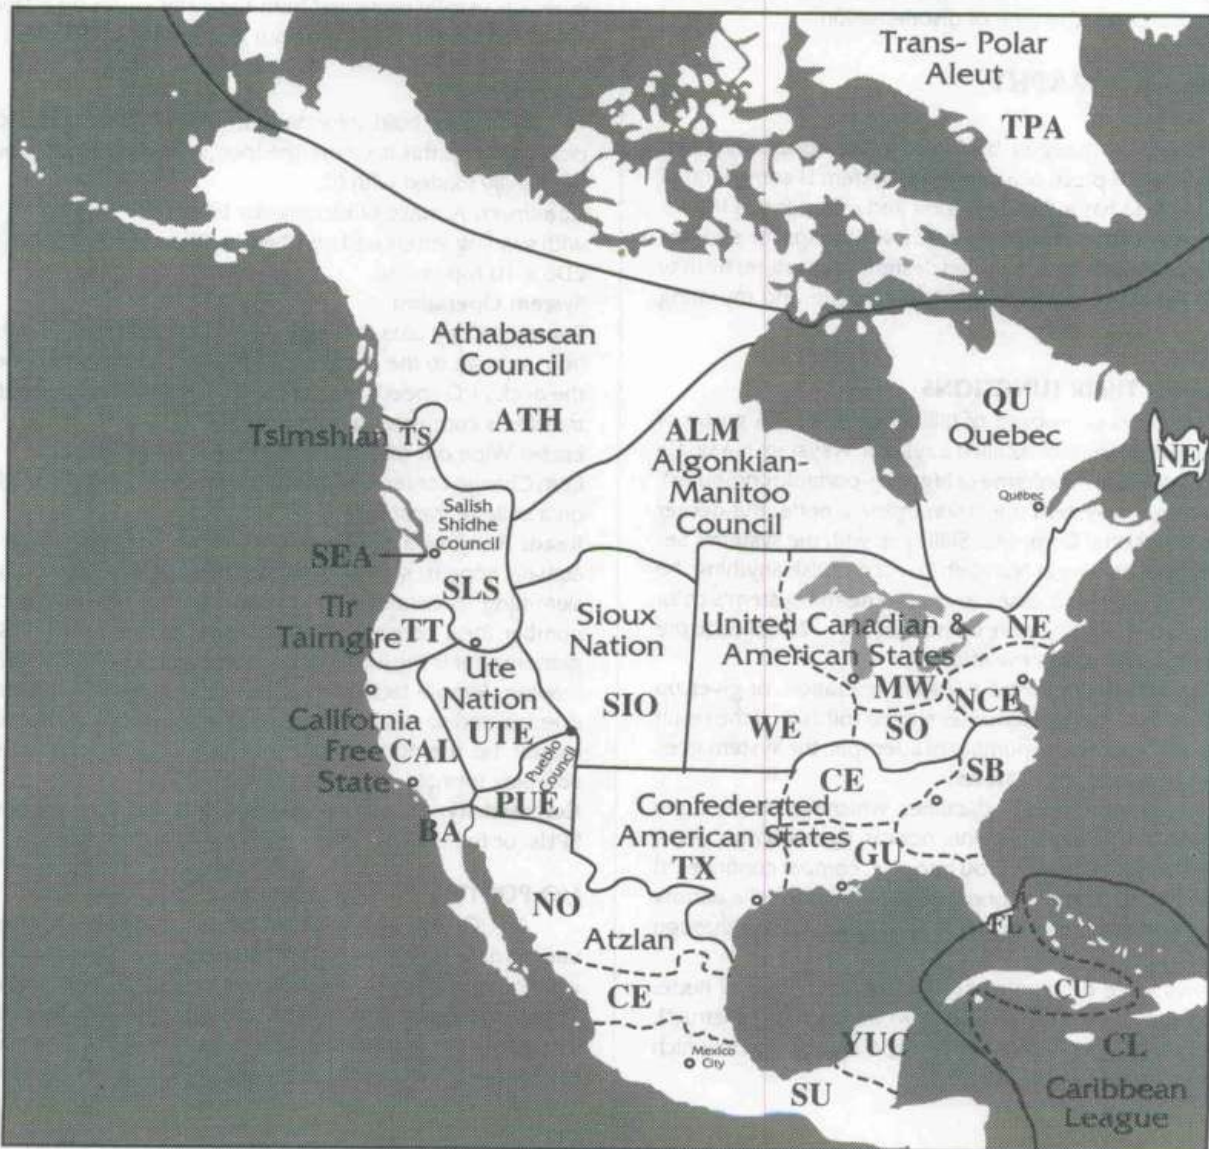 Trans- Polar
Aleut
TPA
Athabascan
Council
ATH
Tsimshian TS
Salish
Shidhe
Council
SEA
SLS
Tir
Tairngire
TT
ALM
Algonkian-
Manitoo
Council
QU
Quebec
Québec
NE
Sioux
Nation
SIO
United Canadian &
American States
NE
MW
NCE
WE
SO
Ute
Nation
UTE
California
Free
State
CAL
Pueblo
Council
PUE
BA
CE
SB
Confederated
American States
TX
GU
FL
NO
Atzlan
CE
Mexico
City
YUC
SU
CU
CL
Caribbean
League